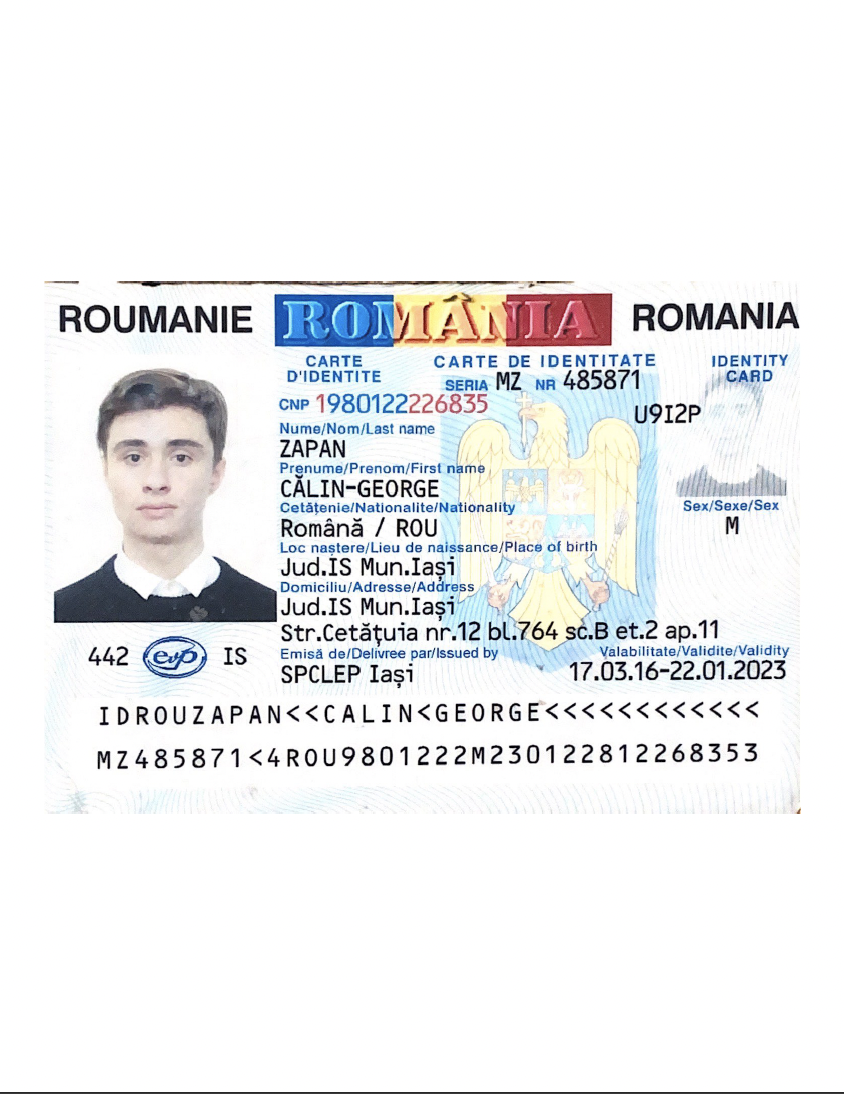 ROUMANIE ROMÂNIA ROMANIA
CARTE D'IDENTITE
CARTE DE IDENTITATE
IDENTITY CARD
SERIA MZ NR 485871
CNP 1980122226835
U9I2P
Nume/Nom/Last name
ZAPAN
Prenume/Prenom/First name
CĂLIN-GEORGE
Cetățenie/Nationalite/Nationality
Română / ROU
Sex/Sexe/Sex
M
Loc naștere/Lieu de naissance/Place of birth
Jud.IS Mun.Iași
Domiciliu/Adresse/Address
Jud.IS Mun.Iași
Str.Cetățuia nr.12 bl.764 sc.B et.2 ap.11
Emisă de/Delivree par/Issued by
SPCLEP Iași
Valabilitate/Validite/Validity
17.03.16-22.01.2023
442 evp IS
IDROUZAPAN<<CALIN<GEORGE<<<<<<<<<<<<
MZ485871<4ROU9801222M230122812268353